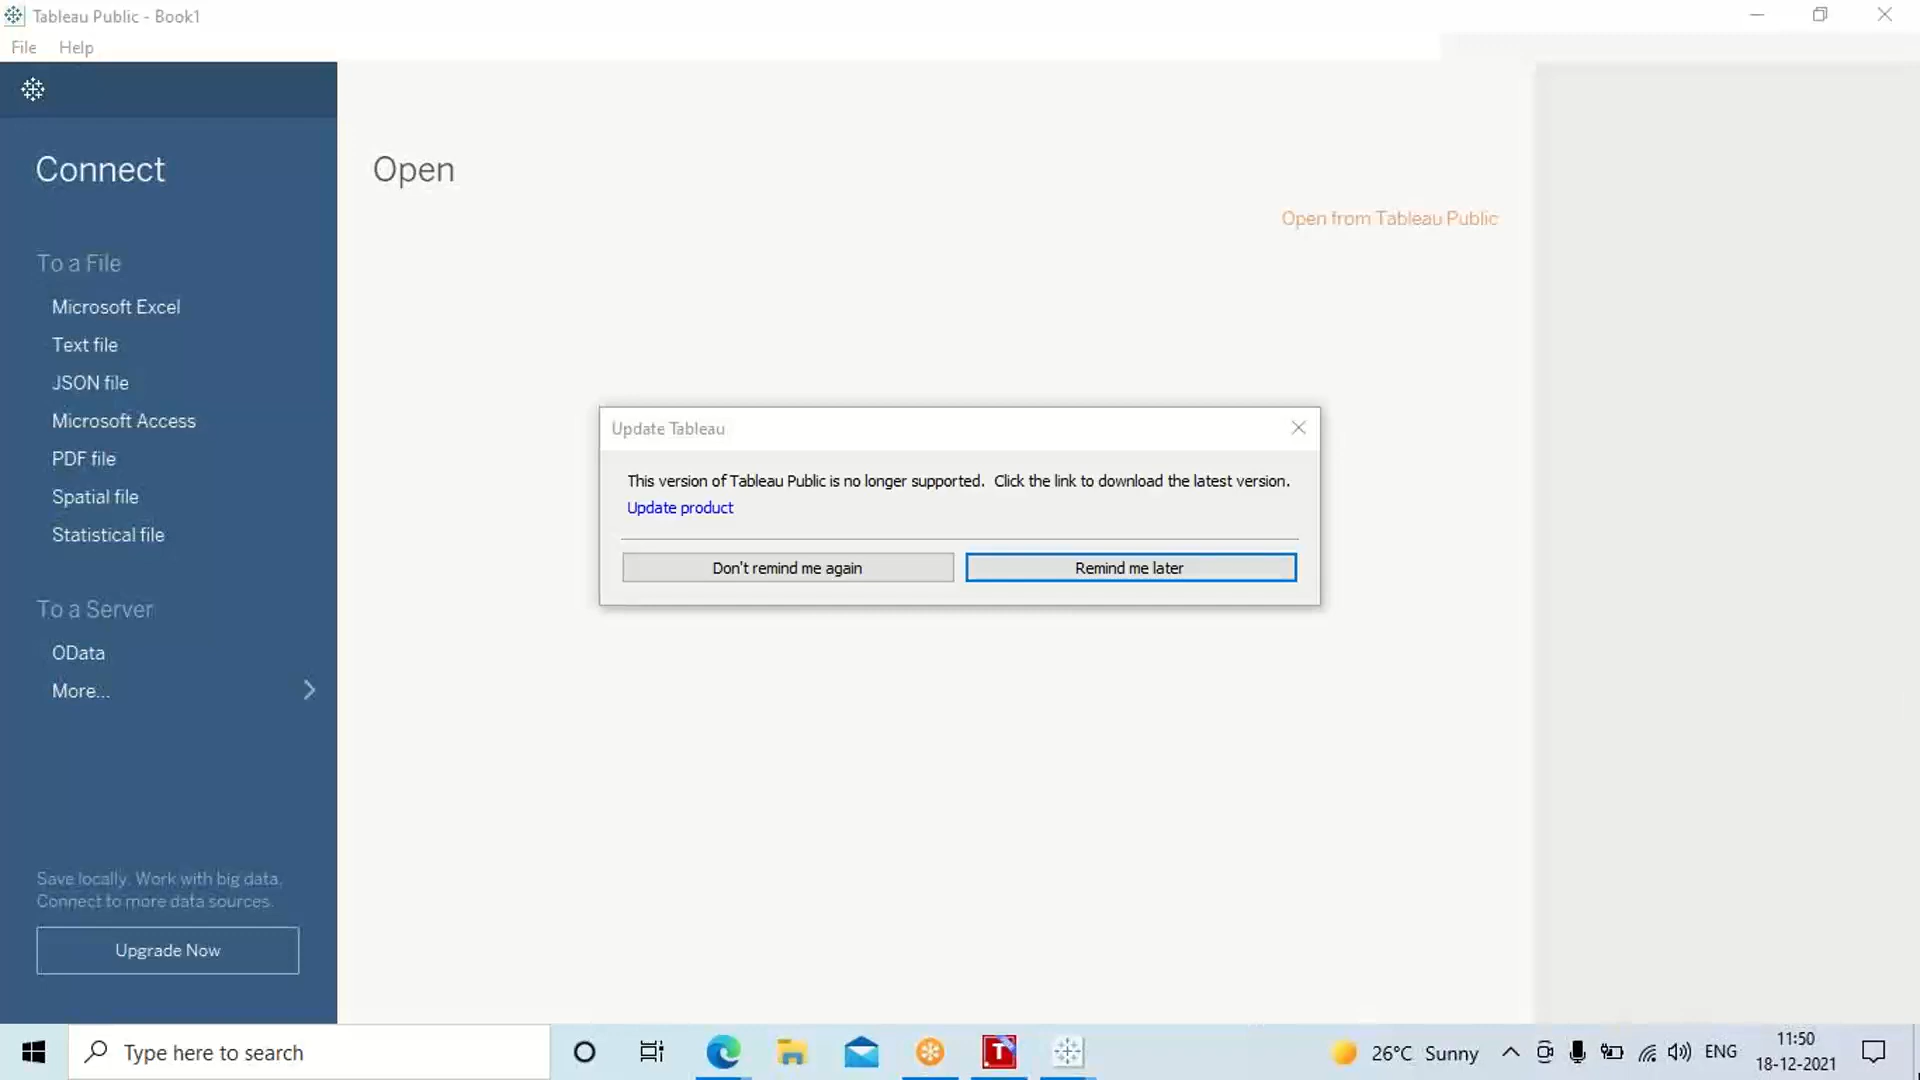 Tableau Public - Book1
File Help
Connect
Open
Open from Tableau Public
To a File
Microsoft Excel
Text file
JSON file
Microsoft Access
PDF file
Spatial file
Statistical file
To a Server
OData
More...
Save locally. Work with big data.
Connect to more data sources.
Upgrade Now
Update Tableau
This version of Tableau Public is no longer supported. Click the link to download the latest version.
Update product
Don't remind me again
Remind me later
Type here to search
T
26°C Sunny
ENG
11:50
18-12-2021